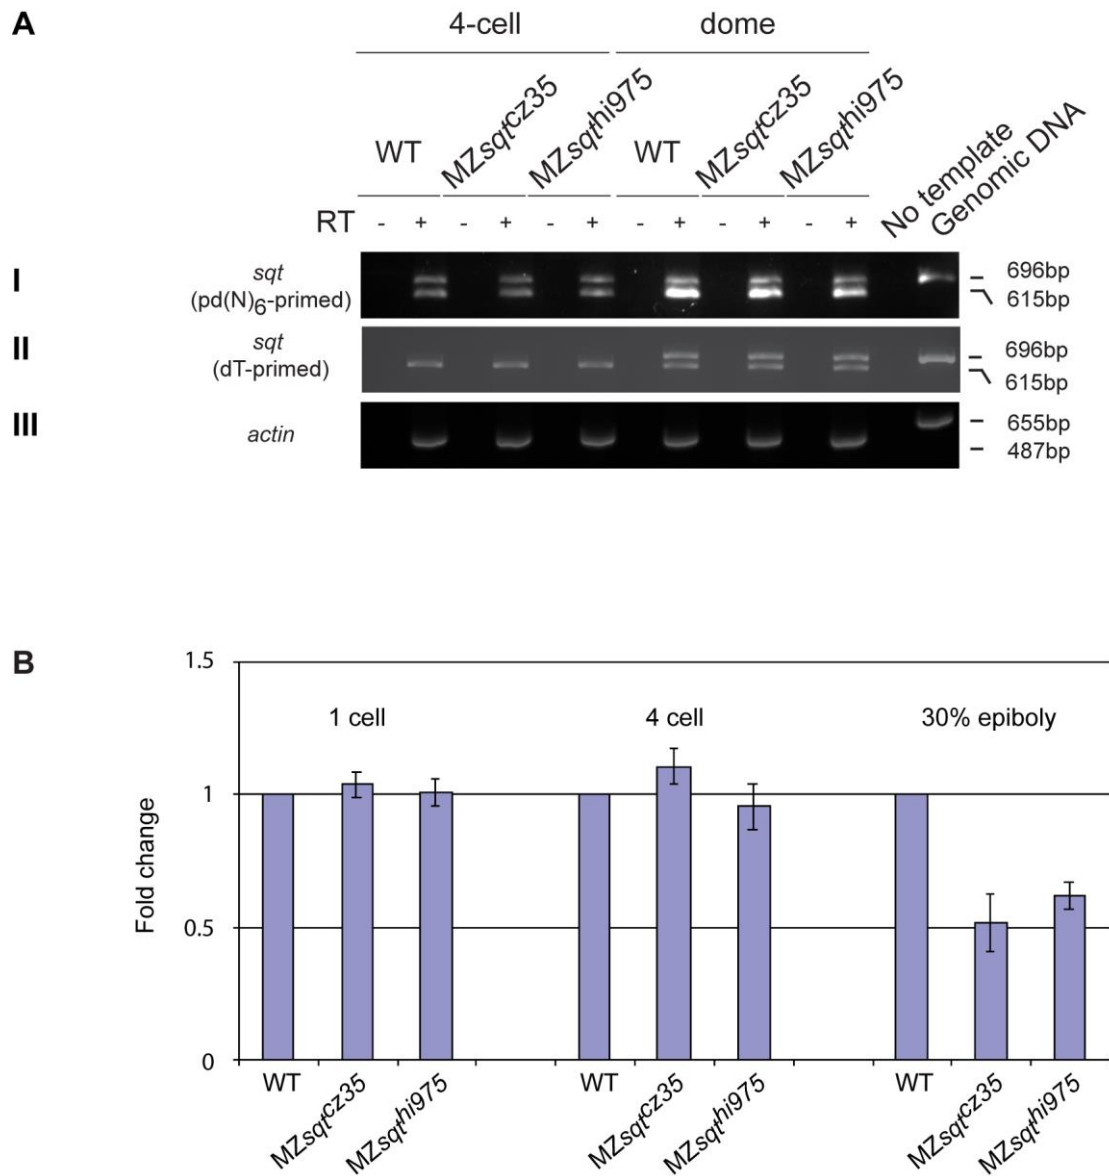 A
4-cell dome
WT MZsqtcz35 MZsqthi975 WT MZsqtcz35 MZsqthi975 No template Genomic DNA
RT - + - + - + - + - + - +
I
sqt
(pd(N)6-primed)
696bp
615bp
II
sqt
(dT-primed)
696bp
615bp
III
actin
655bp
487bp
B
Fold change
1.5
1
0.5
0
1 cell 4 cell 30% epiboly
WT MZsqtcz35 MZsqthi975 WT MZsqtcz35 MZsqthi975 WT MZsqtcz35 MZsqthi975